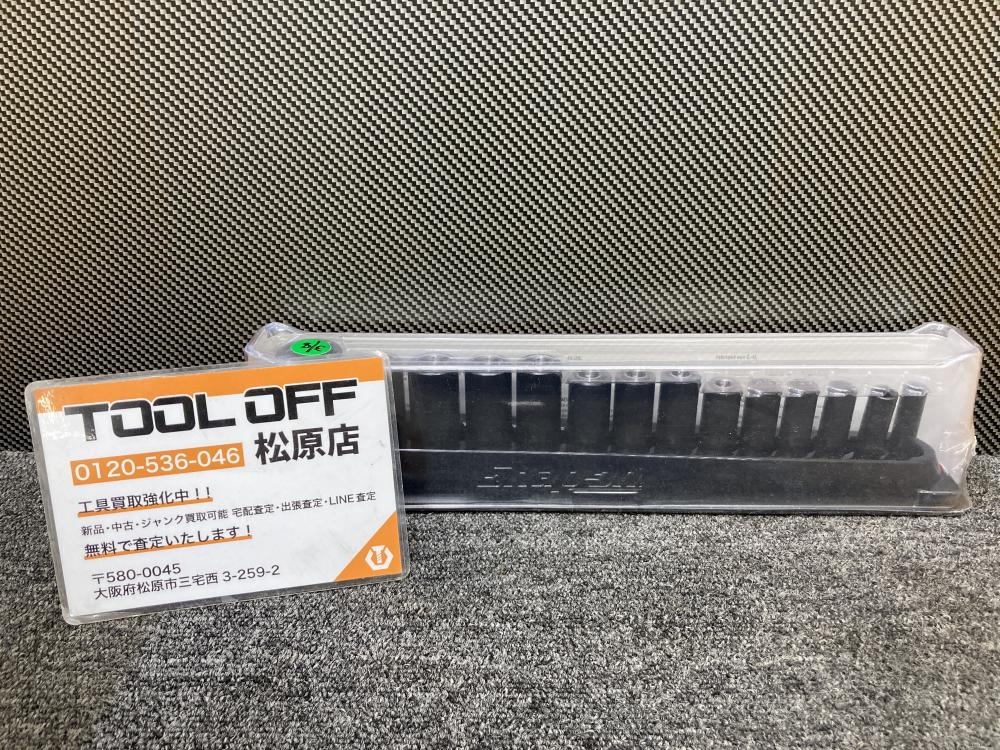 TOOL OFF
0120-536-046 松原店
工具買取強化中!!
新品・中古・ジャンク買取可能 宅配査定・出張査定・LINE査定
無料で査定いたします!
〒580-0045
大阪府松原市三宅西 3-259-2
Snap-on